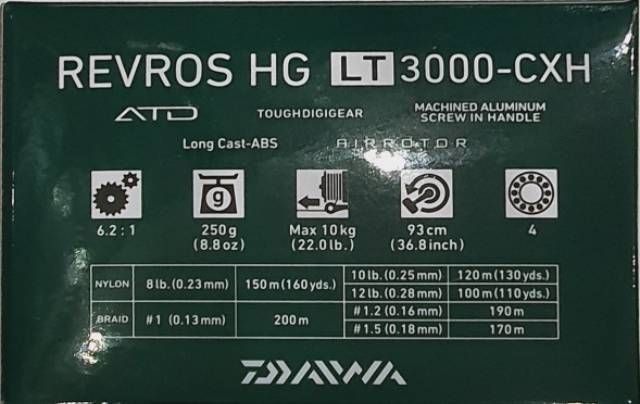 REVROS HG LT 3000-CXH
ATD TOUGHDIGIGEAR MACHINED ALUMINUM
SCREW IN HANDLE
Long Cast-ABS AIRROTOR
g
6.2 : 1 250g Max 10kg 93cm 4
(8.8oz) (22.0lb.) (36.8inch)
NYLON 8lb.(0.23mm) 150m(160yds.) 10lb.(0.25mm) 120m(130yds.)
12lb.(0.28mm) 100m(110yds.)
BRAID #1 (0.13mm) 200m #1.2(0.16mm) 190m
#1.5(0.18mm) 170m
DAIWA